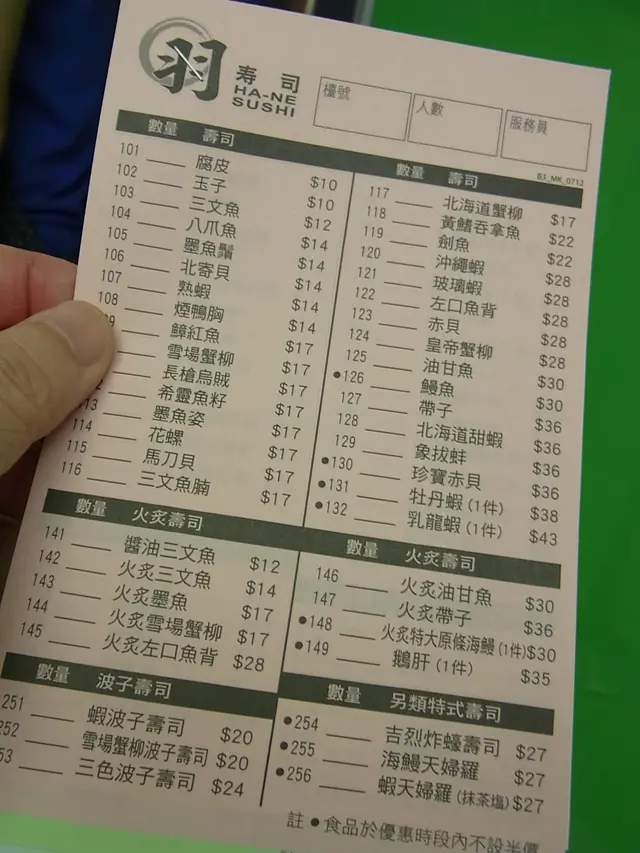 羽 寿司
HA-NE
SUSHI
檯號
人數
服務員
B3_MK_0712
數量 壽司
101 腐皮 $10
102 玉子 $10
103 三文魚 $12
104 八爪魚 $14
105 墨魚鬚 $14
106 北寄貝 $14
107 熟蝦 $14
108 煙鴨胸 $14
9 鱆紅魚 $17
雪場蟹柳 $17
長槍烏賊 $17
2 希靈魚籽 $17
113 墨魚姿 $17
114 花螺 $17
115 馬刀貝 $17
116 三文魚腩 $17
數量 壽司
117 北海道蟹柳 $17
118 黃鰭吞拿魚 $22
119 劍魚 $22
120 沖繩蝦 $28
121 玻璃蝦 $28
122 左口魚背 $28
123 赤貝 $28
124 皇帝蟹柳 $28
125 油甘魚 $30
●126 鰻魚 $30
127 帶子 $36
128 北海道甜蝦 $36
129 象拔蚌 $36
●130 珍寶赤貝 $36
●131 牡丹蝦 (1件) $38
●132 乳龍蝦 (1件) $43
數量 火炙壽司
141 醬油三文魚 $12
142 火炙三文魚 $14
143 火炙墨魚 $17
144 火炙雪場蟹柳 $17
145 火炙左口魚背 $28
數量 火炙壽司
146 火炙油甘魚 $30
147 火炙帶子 $36
●148 火炙特大原條海鰻 (1件) $30
●149 鵝肝 (1件) $35
數量 波子壽司
251 蝦波子壽司 $20
252 雪場蟹柳波子壽司 $20
53 三色波子壽司 $24
數量 另類特式壽司
●254 吉烈炸蠔壽司 $27
●255 海鰻天婦羅 $27
●256 蝦天婦羅 (抹茶塩) $27
註 ● 食品於優惠時段內不設半價